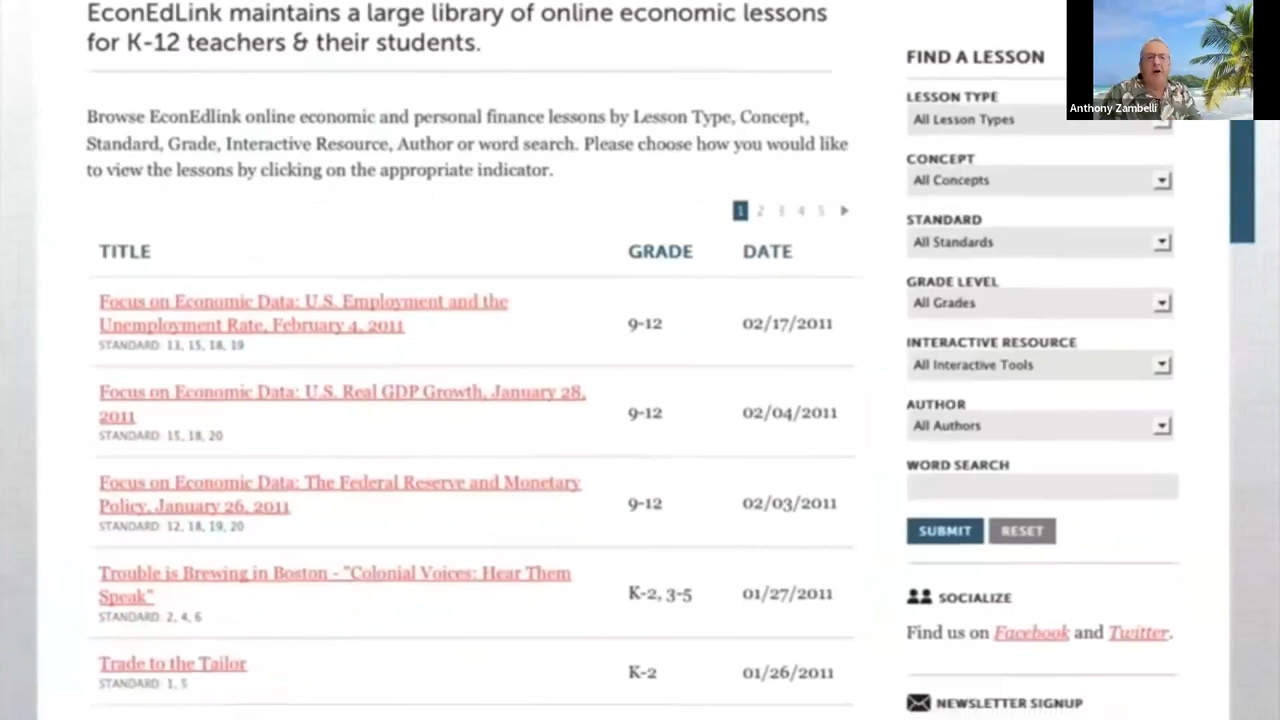 EconEdLink maintains a large library of online economic lessons
for K-12 teachers & their students.
Browse EconEdlink online economic and personal finance lessons by Lesson Type, Concept,
Standard, Grade, Interactive Resource, Author or word search. Please choose how you would like
to view the lessons by clicking on the appropriate indicator.
1 2 3 4 5
TITLE GRADE DATE
Focus on Economic Data: U.S. Employment and the
Unemployment Rate, February 4, 2011
STANDARD: 13, 15, 18, 19
9-12 02/17/2011
Focus on Economic Data: U.S. Real GDP Growth, January 28,
2011
STANDARD: 15, 18, 20
9-12 02/04/2011
Focus on Economic Data: The Federal Reserve and Monetary
Policy, January 26, 2011
STANDARD: 12, 18, 19, 20
9-12 02/03/2011
Trouble is Brewing in Boston - "Colonial Voices: Hear Them
Speak"
STANDARD: 2, 4, 6
K-2, 3-5 01/27/2011
Trade to the Tailor
STANDARD: 1, 5
K-2 01/26/2011
FIND A LESSON
LESSON TYPE
All Lesson Types
CONCEPT
All Concepts
STANDARD
All Standards
GRADE LEVEL
All Grades
INTERACTIVE RESOURCE
All Interactive Tools
AUTHOR
All Authors
WORD SEARCH
SUBMIT RESET
SOCIALIZE
Find us on Facebook and Twitter.
NEWSLETTER SIGNUP
Anthony Zambelli